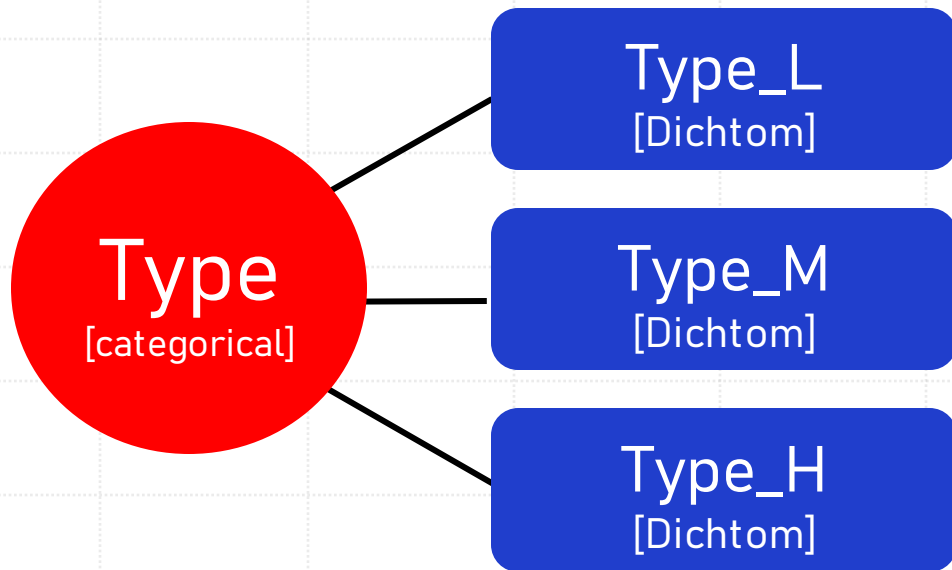 Type_L
[Dichtom]
Type
[categorical]
Type_M
[Dichtom]
Type_H
[Dichtom]